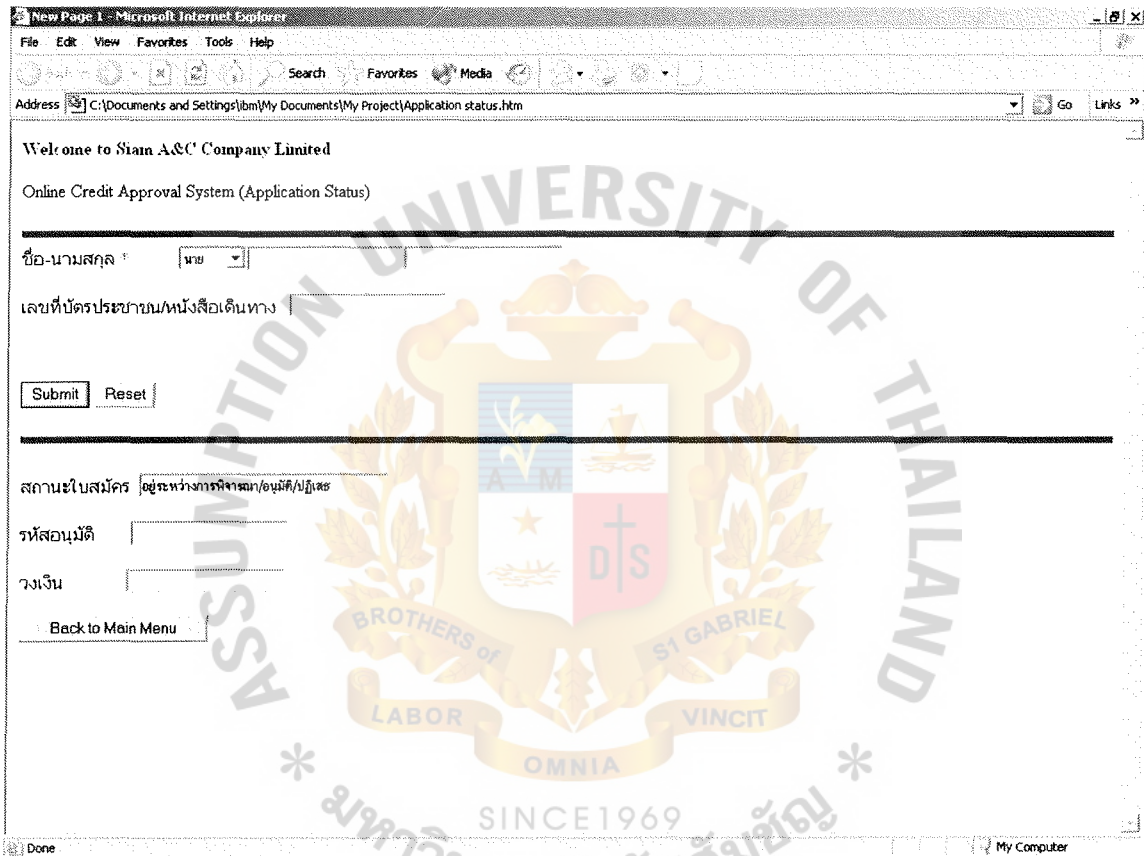 New Page 1 - Microsoft Internet Explorer
File Edit View Favorites Tools Help
Search Favorites Media
Address C:\Documents and Settings\ibm\My Documents\My Project\Application status.htm Go Links »
Welcome to Siam A&C Company Limited
Online Credit Approval System (Application Status)
ชื่อ-นามสกุล * นาย
เลขที่บัตรประชาชน/หนังสือเดินทาง
Submit Reset
สถานะใบสมัคร อยู่ระหว่างการพิจารณา/อนุมัติ/ปฏิเสธ
รหัสอนุมัติ
วงเงิน
Back to Main Menu
Done My Computer
ASSUMPTION UNIVERSITY OF THAILAND
A M
D S
BROTHERS of St GABRIEL
LABOR
OMNIA
VINCIT
* SINCE 1969 *